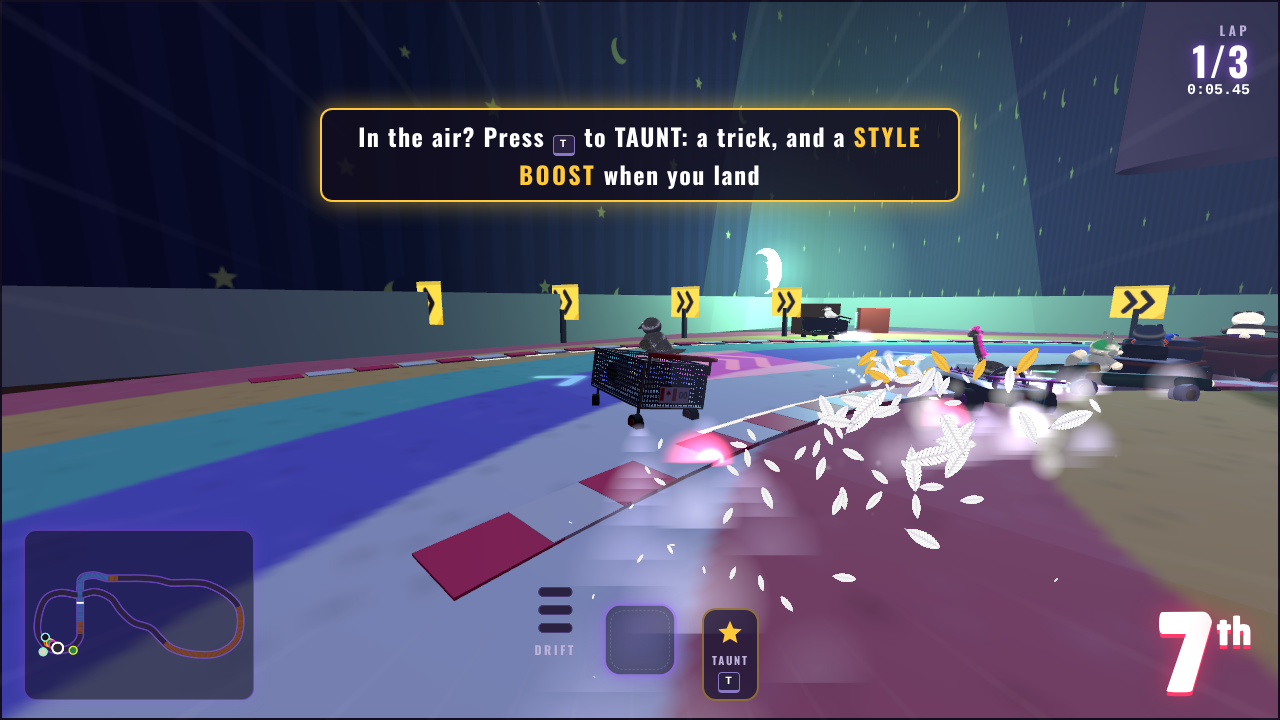 LAP
1/3
0:05.45
In the air? Press T to TAUNT: a trick, and a STYLE
BOOST when you land
DRIFT
TAUNT
T
7th